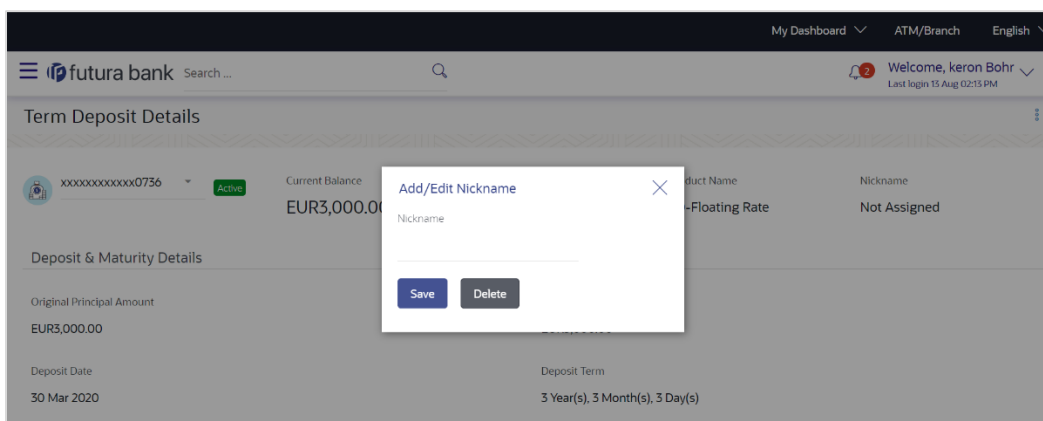 My Dashboard ATM/Branch English
futura bank Search ... 2 Welcome, keron Bohr
Last login 13 Aug 02:13 PM
Term Deposit Details
xxxxxxxxxxxx0736 Active
Current Balance
EUR3,000.0
Add/Edit Nickname
Nickname
Save Delete
duct Name
-Floating Rate
Nickname
Not Assigned
Deposit & Maturity Details
Original Principal Amount
EUR3,000.00
Deposit Date Deposit Term
30 Mar 2020 3 Year(s), 3 Month(s), 3 Day(s)